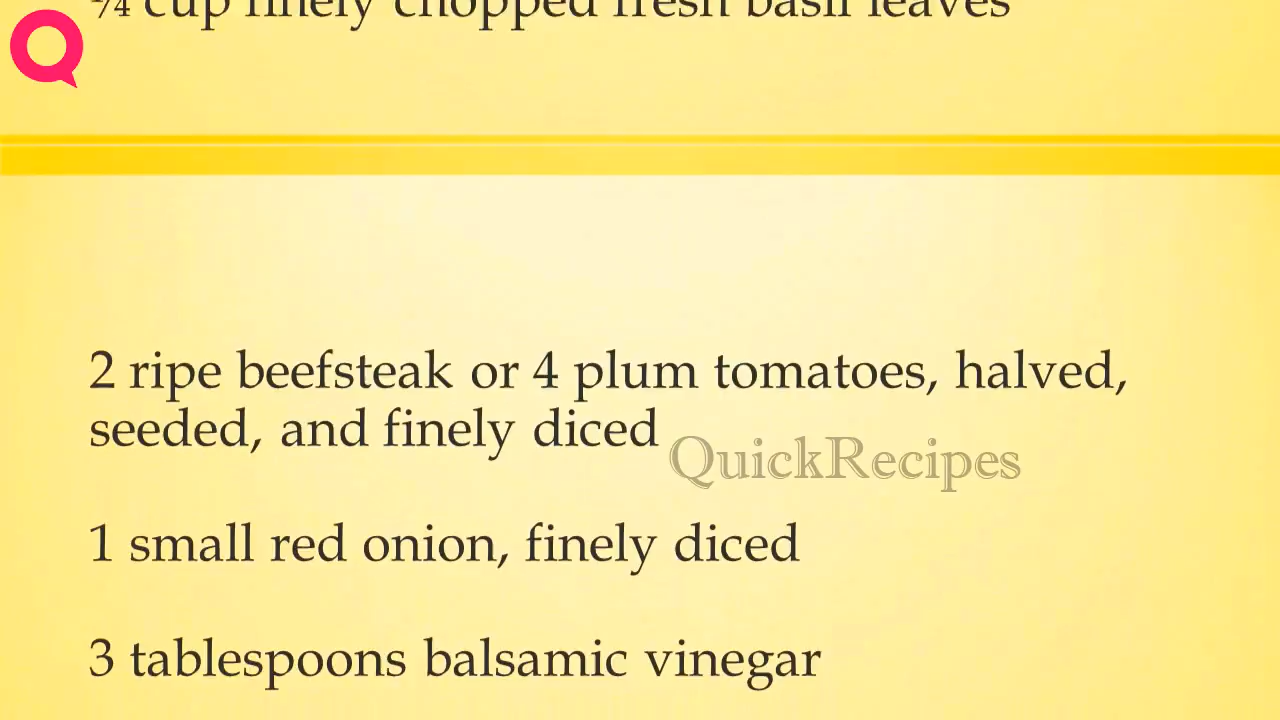 ¼ cup finely chopped fresh basil leaves
2 ripe beefsteak or 4 plum tomatoes, halved,
seeded, and finely diced
QuickRecipes
1 small red onion, finely diced
3 tablespoons balsamic vinegar